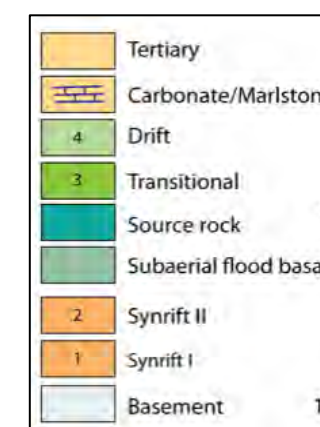 Tertiary
Carbonate/Marlston
4 Drift
3 Transitional
Source rock
Subaerial flood basa
2 Synrift II
1 Synrift I
Basement 1